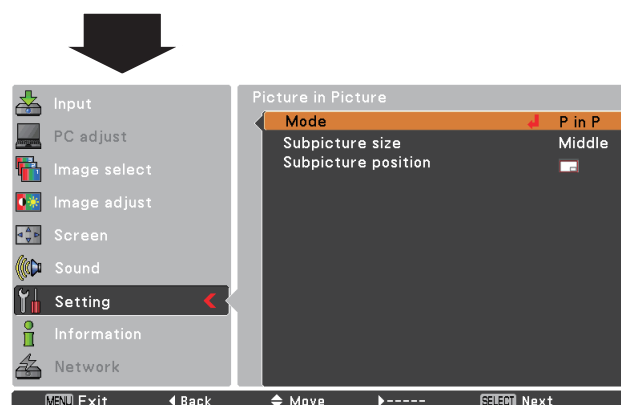 Input
PC adjust
Image select
Image adjust
Screen
Sound
Setting
Information
Network
Picture in Picture
Mode P in P
Subpicture size Middle
Subpicture position
MENU Exit Back Move ----- SELECT Next